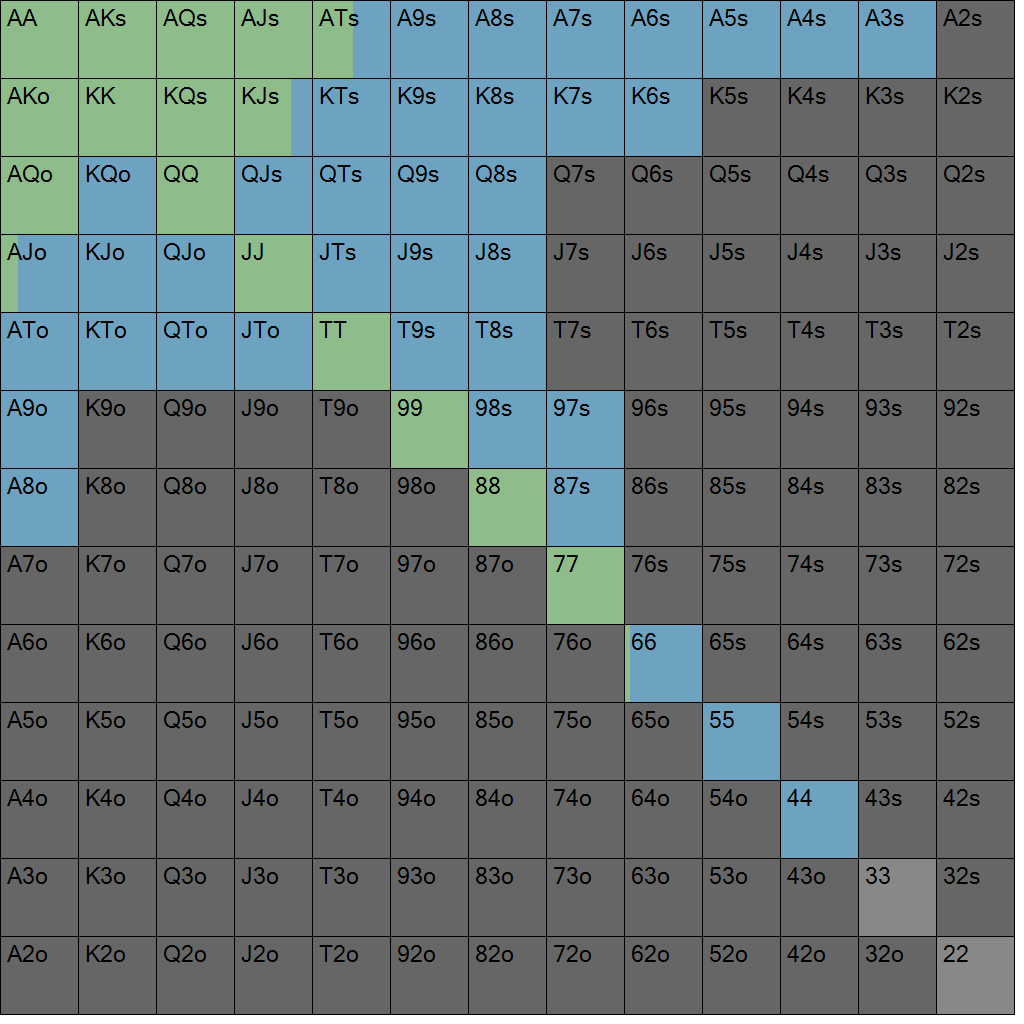 AA AKs AQs AJs ATs A9s A8s A7s A6s A5s A4s A3s A2s
AKo KK KQs KJs KTs K9s K8s K7s K6s K5s K4s K3s K2s
AQo KQo QQ QJs QTs Q9s Q8s Q7s Q6s Q5s Q4s Q3s Q2s
AJo KJo QJo JJ JTs J9s J8s J7s J6s J5s J4s J3s J2s
ATo KTo QTo JTo TT T9s T8s T7s T6s T5s T4s T3s T2s
A9o K9o Q9o J9o T9o 99 98s 97s 96s 95s 94s 93s 92s
A8o K8o Q8o J8o T8o 98o 88 87s 86s 85s 84s 83s 82s
A7o K7o Q7o J7o T7o 97o 87o 77 76s 75s 74s 73s 72s
A6o K6o Q6o J6o T6o 96o 86o 76o 66 65s 64s 63s 62s
A5o K5o Q5o J5o T5o 95o 85o 75o 65o 55 54s 53s 52s
A4o K4o Q4o J4o T4o 94o 84o 74o 64o 54o 44 43s 42s
A3o K3o Q3o J3o T3o 93o 83o 73o 63o 53o 43o 33 32s
A2o K2o Q2o J2o T2o 92o 82o 72o 62o 52o 42o 32o 22